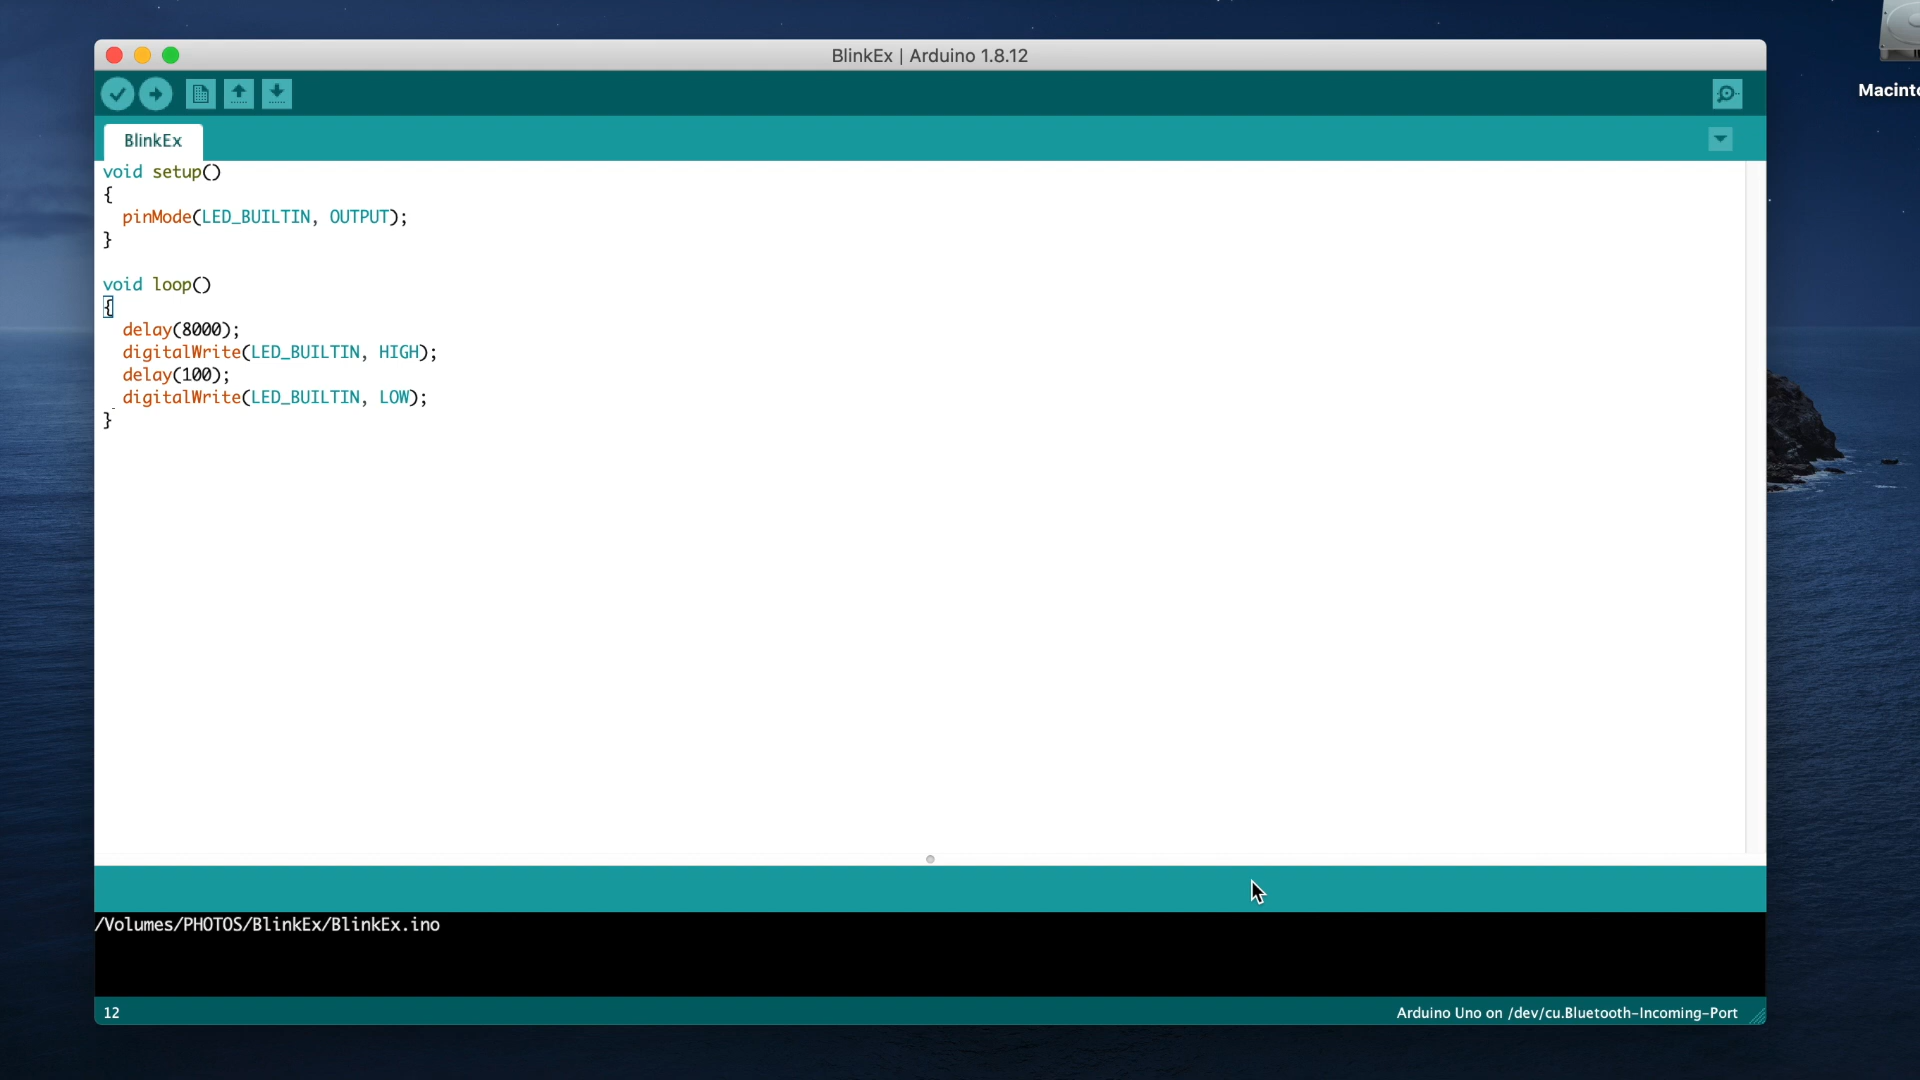 BlinkEx | Arduino 1.8.12
Macinto
BlinkEx
void setup()
{
  pinMode(LED_BUILTIN, OUTPUT);
}

void loop()
{
  delay(8000);
  digitalWrite(LED_BUILTIN, HIGH);
  delay(100);
  digitalWrite(LED_BUILTIN, LOW);
}
/Volumes/PHOTOS/BlinkEx/BlinkEx.ino
12
Arduino Uno on /dev/cu.Bluetooth-Incoming-Port